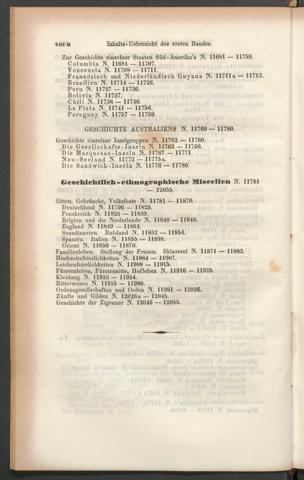 VIII M Inhalts-Uebersicht des ersten Bandes.
Zur Geschichte einzelner Staaten Süd-Amerika's N. 11681 — 11759.
Columbia N. 11681 — 11707.
Venezuela N. 11708 — 11711.
Französisch und Niederländisch Guyana N. 11711a — 11713.
Brasilien N. 11714 — 11726.
Peru N. 11727 — 11736.
Bolivia N. 11737.
Chili N. 11738 — 11740.
La Plata N. 11741 — 11756.
Paraguay N. 11757 — 11759.
GESCHICHTE AUSTRALIENS N. 11760 — 11780.
Geschichte einzelner Inselgruppen N. 11762 — 11780.
Die Gesellschafts-Inseln N. 11762 — 11766.
Die Marquesas-Inseln N. 11767 — 11771.
Neu-Seeland N. 11772 — 11775a.
Die Sandwich-Inseln N. 11776 — 11780.
Geschichtlich-ethnographische Miscellen N. 11781
— 12055.
Sitten, Gebräuche, Volksfeste N. 11781 — 11870.
Deutschland N. 11796 — 11825.
Frankreich N. 11826 — 11839.
Belgien und die Niederlande N. 11840 — 11848.
England N. 11849 — 11854.
Scandinavien. Rußland N. 11852 — 11854.
Spanien. Italien N. 11855 — 11858.
Orient N. 11859 — 11870.
Familienleben. Stellung der Frauen. Sklaverei N. 11871 — 11883.
Hochzeitsfeierlichkeiten N. 11884 — 11907.
Leichenfeierlichkeiten N. 11908 — 11915.
Fürstenleben, Fürstensitte, Hofleben N. 11916 — 11925.
Kleidung N. 11926 — 11954.
Ritterwesen N. 11955 — 11980.
Ordensgesellschaften und Orden N. 11981 — 12026.
Zünfte und Gilden N. 12026a — 12045.
Geschichte der Zigeuner N. 12046 — 12055.